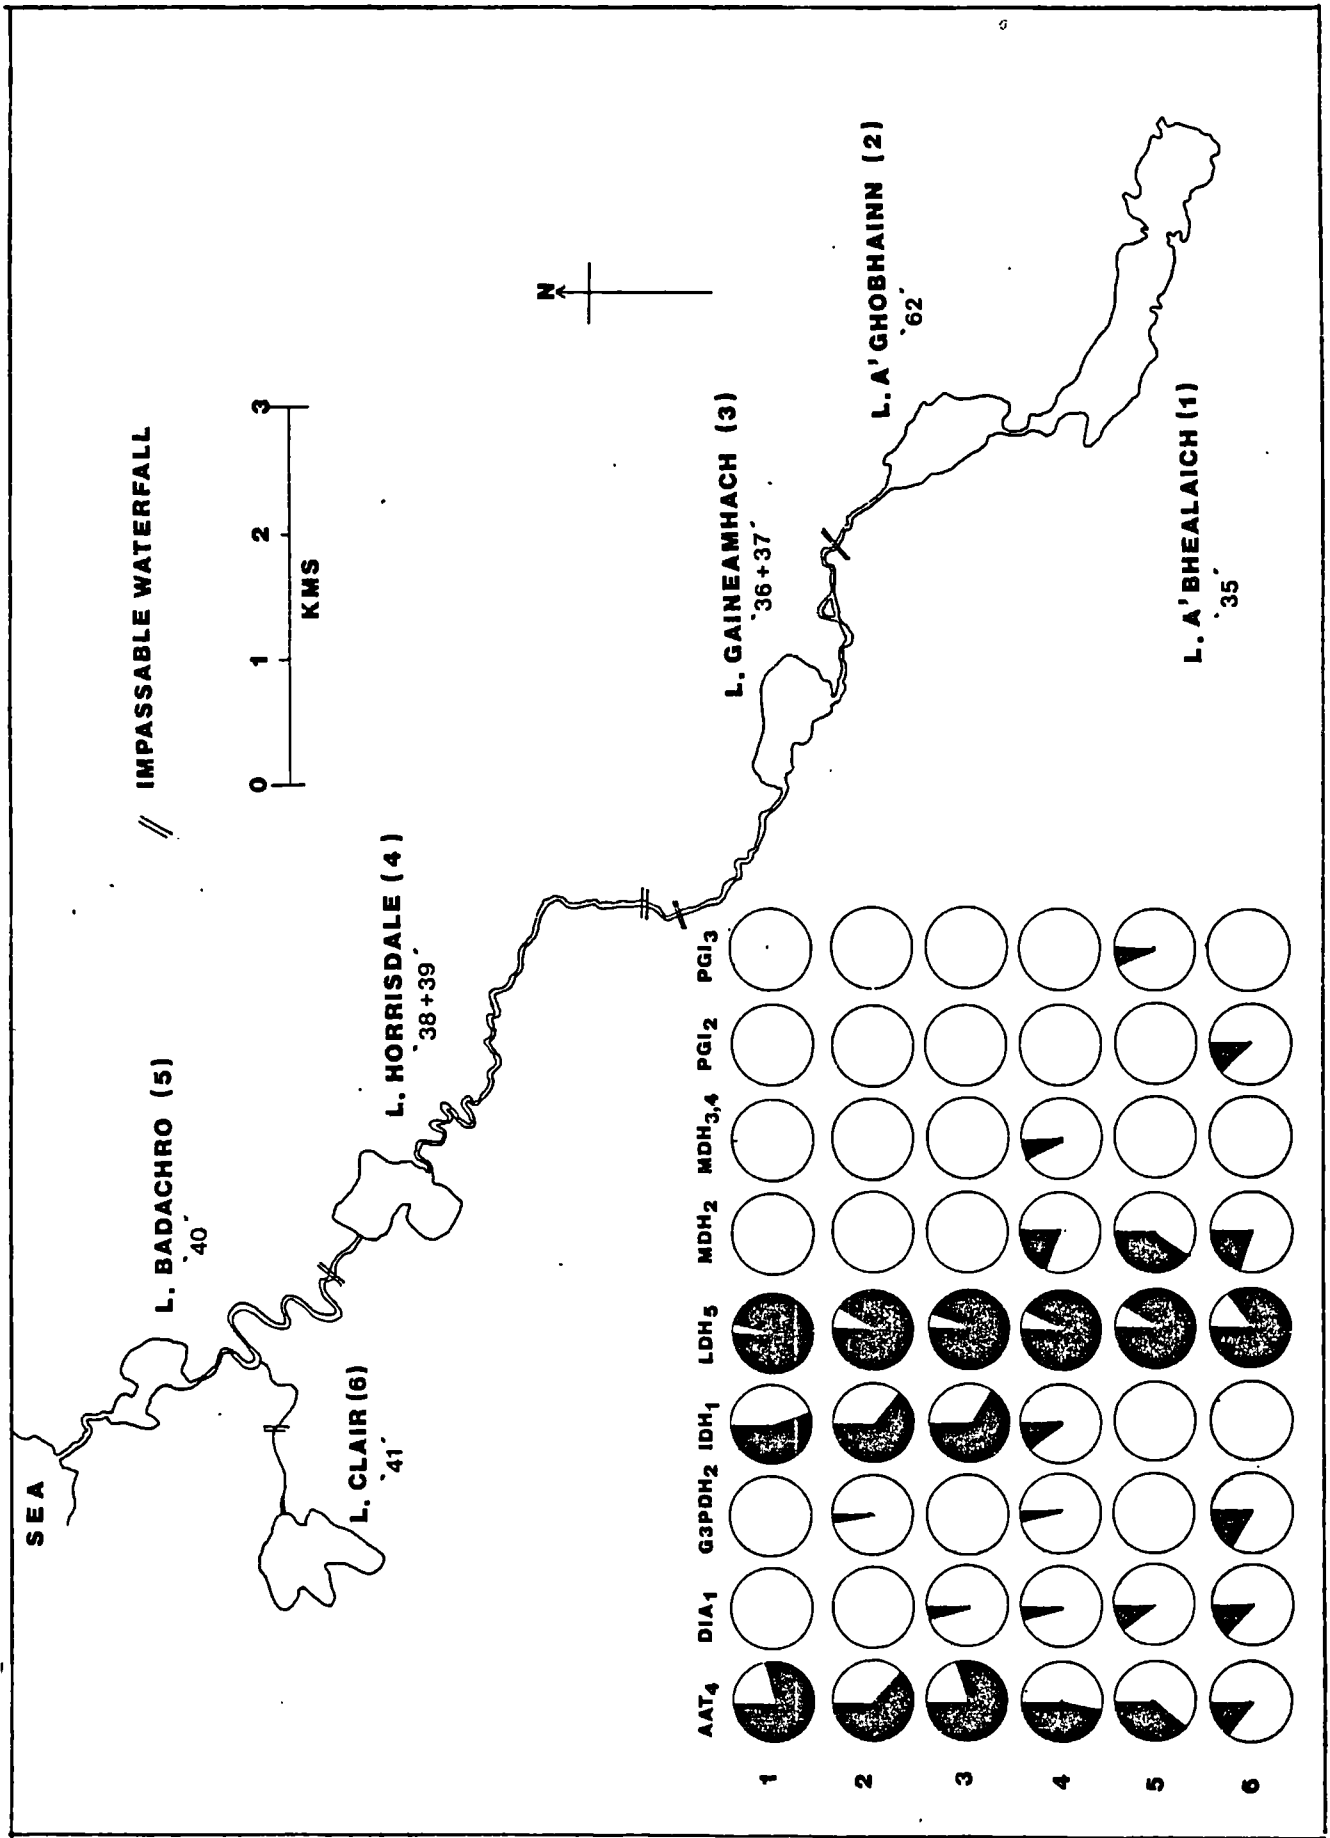 SEA
L. BADACHRO (5)
`40´
// IMPASSABLE WATERFALL
0 1 2 3
KMS
L. CLAIR (6)
`41´
L. HORRISDALE (4)
`38+39´
N
L. GAINEAMHACH (3)
`36+37´
L. A'GHOBHAINN (2)
`62´
L. A'BHEALAICH (1)
`35´
AAT4 DIA1 G3PDH2 IDH1 LDH5 MDH2 MDH3,4 PGI2 PGI3
1
2
3
4
5
6